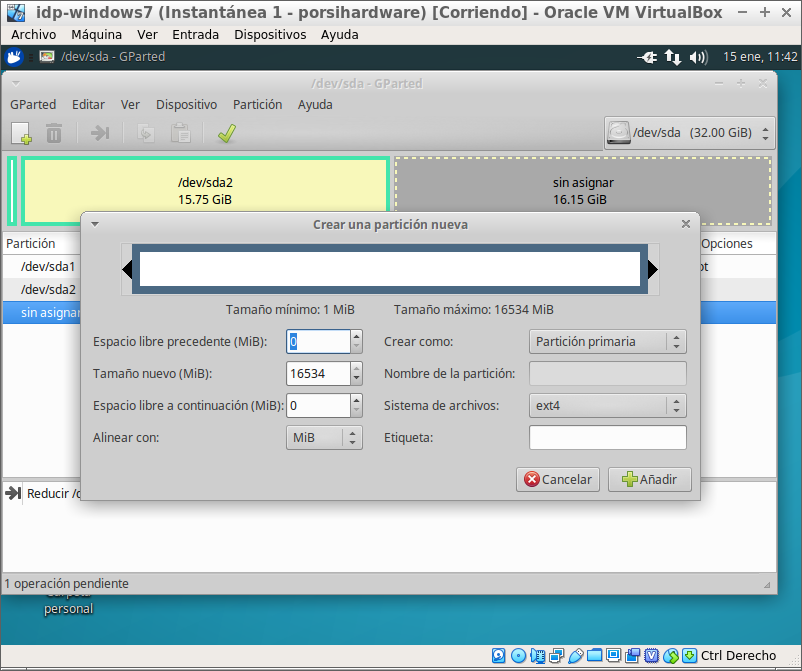 idp-windows7 (Instantánea 1 - porsihardware) [Corriendo] - Oracle VM VirtualBox
Archivo Máquina Ver Entrada Dispositivos Ayuda
/dev/sda - GParted 15 ene, 11:42
/dev/sda - GParted
GParted Editar Ver Dispositivo Partición Ayuda
/dev/sda (32.00 GiB)
/dev/sda2 sin asignar
15.75 GiB 16.15 GiB
Crear una partición nueva
Partición Opciones
/dev/sda1
/dev/sda2
sin asignar
Tamaño mínimo: 1 MiB Tamaño máximo: 16534 MiB
Espacio libre precedente (MiB): 0 Crear como: Partición primaria
Tamaño nuevo (MiB): 16534 Nombre de la partición:
Espacio libre a continuación (MiB): 0 Sistema de archivos: ext4
Alinear con: MiB Etiqueta:
Cancelar Añadir
Reducir
1 operación pendiente
personal
Ctrl Derecho